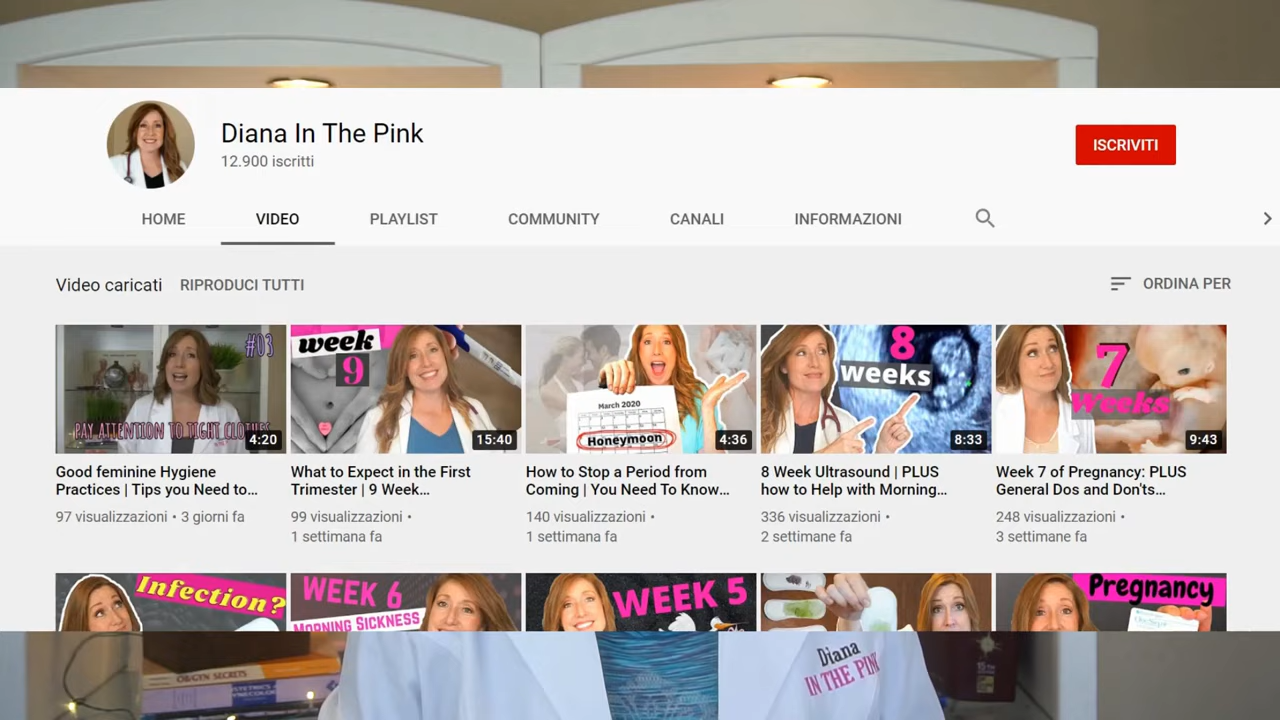 Diana In The Pink
12.900 iscritti
ISCRIVITI
HOME
VIDEO
PLAYLIST
COMMUNITY
CANALI
INFORMAZIONI
Video caricati
RIPRODUCI TUTTI
ORDINA PER
#03
PAY ATTENTION TO TIGHT CLOTHES
4:20
week
9
15:40
March 2020
Honeymoon
4:36
8
weeks
8:33
7
Weeks
9:43
Good feminine Hygiene
Practices | Tips you Need to…
97 visualizzazioni • 3 giorni fa
What to Expect in the First
Trimester | 9 Week…
99 visualizzazioni •
1 settimana fa
How to Stop a Period from
Coming | You Need To Know…
140 visualizzazioni •
1 settimana fa
8 Week Ultrasound | PLUS
how to Help with Morning…
336 visualizzazioni •
2 settimane fa
Week 7 of Pregnancy: PLUS
General Dos and Don'ts…
248 visualizzazioni •
3 settimane fa
Infection?
WEEK 6
MORNING SICKNESS
WEEK 5
Pregnancy
OB/GYN SECRETS
Diana
IN THE PINK